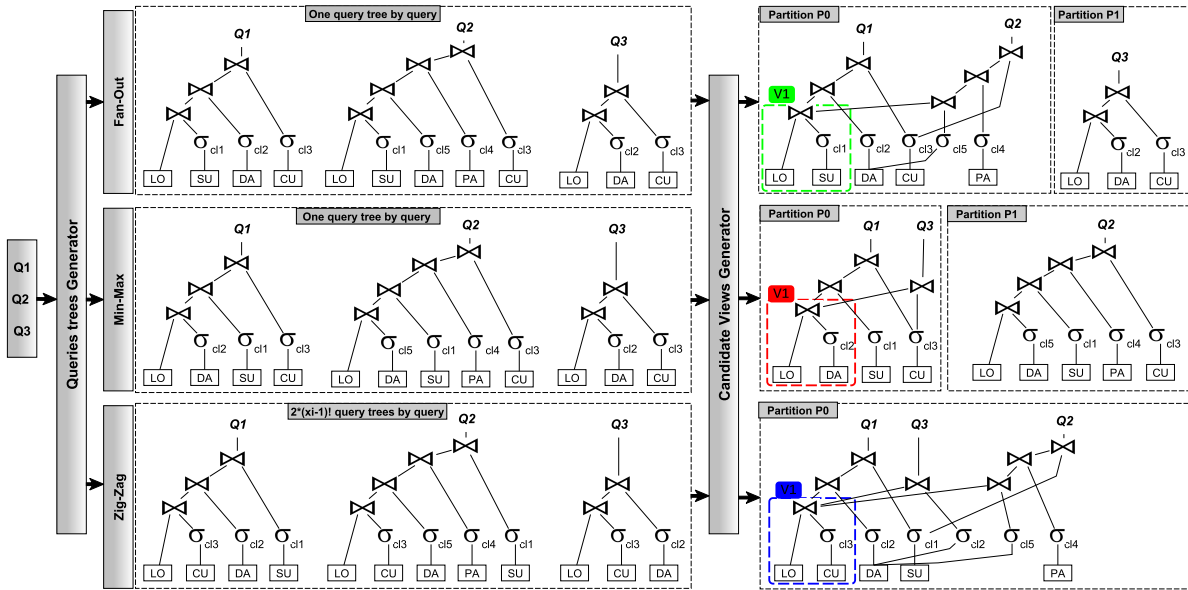 Q1
Q2
Q3
Queries trees Generator
Fan-Out
One query tree by query
Q1 Q2 Q3
σ cl1 σ cl2 σ cl3 σ cl1 σ cl5 σ cl4 σ cl3 σ cl2 σ cl3
LO SU DA CU LO SU DA PA CU LO DA CU
Min-Max
One query tree by query
Q1 Q2 Q3
σ cl2 σ cl1 σ cl3 σ cl5 σ cl1 σ cl4 σ cl3 σ cl2 σ cl3
LO DA SU CU LO DA SU PA CU LO DA CU
Zig-Zag
2*(xi-1)! query trees by query
Q1 Q2 Q3
σ cl3 σ cl2 σ cl1 σ cl3 σ cl5 σ cl4 σ cl1 σ cl3 σ cl2
LO CU DA SU LO CU DA PA SU LO CU DA
Candidate Views Generator
Partition P0
Q1 Q2
V1
σ cl1 σ cl2 σ cl3 σ cl5 σ cl4
LO SU DA CU PA
Partition P1
Q3
σ cl2 σ cl3
LO DA CU
Partition P0
Q1 Q3
V1
σ cl2 σ cl1 σ cl3
LO DA SU CU
Partition P1
Q2
σ cl5 σ cl1 σ cl4 σ cl3
LO DA SU PA CU
Partition P0
Q1 Q3 Q2
V1
σ cl3 σ cl2 σ cl1 σ cl2 σ cl5 σ cl4
LO CU DA SU PA